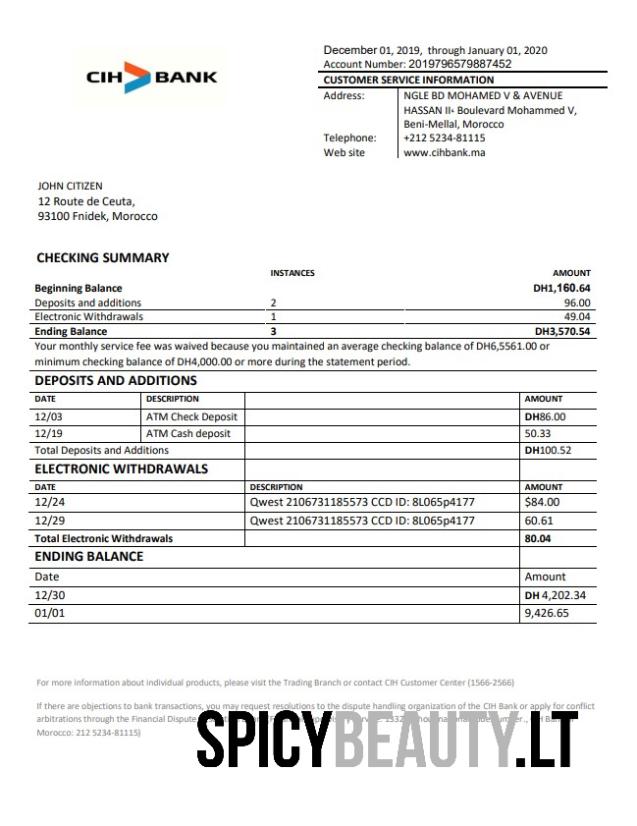 CIH BANK
December 01, 2019, through January 01, 2020
Account Number: 2019796579887452
CUSTOMER SERVICE INFORMATION
Address: NGLE BD MOHAMED V & AVENUE
HASSAN II، Boulevard Mohammed V,
Beni-Mellal, Morocco
Telephone: +212 5234-81115
Web site www.cihbank.ma
JOHN CITIZEN
12 Route de Ceuta,
93100 Fnidek, Morocco
CHECKING SUMMARY
INSTANCES AMOUNT
Beginning Balance DH1,160.64
Deposits and additions 2 96.00
Electronic Withdrawals 1 49.04
Ending Balance 3 DH3,570.54
Your monthly service fee was waived because you maintained an average checking balance of DH6,5561.00 or
minimum checking balance of DH4,000.00 or more during the statement period.
DEPOSITS AND ADDITIONS
DATE DESCRIPTION AMOUNT
12/03 ATM Check Deposit DH86.00
12/19 ATM Cash deposit 50.33
Total Deposits and Additions DH100.52
ELECTRONIC WITHDRAWALS
DATE DESCRIPTION AMOUNT
12/24 Qwest 2106731185573 CCD ID: 8L065p4177 $84.00
12/29 Qwest 2106731185573 CCD ID: 8L065p4177 60.61
Total Electronic Withdrawals 80.04
ENDING BALANCE
Date Amount
12/30 DH 4,202.34
01/01 9,426.65
For more information about individual products, please visit the Trading Branch or contact CIH Customer Center (1566-2566)
If there are objections to bank transactions, you may request resolutions to the dispute handling organization of the CIH Bank or apply for conflict
arbitrations through the Financial Dispute
Morocco: 212 5234-81115)
SPICYBEAUTY.LT